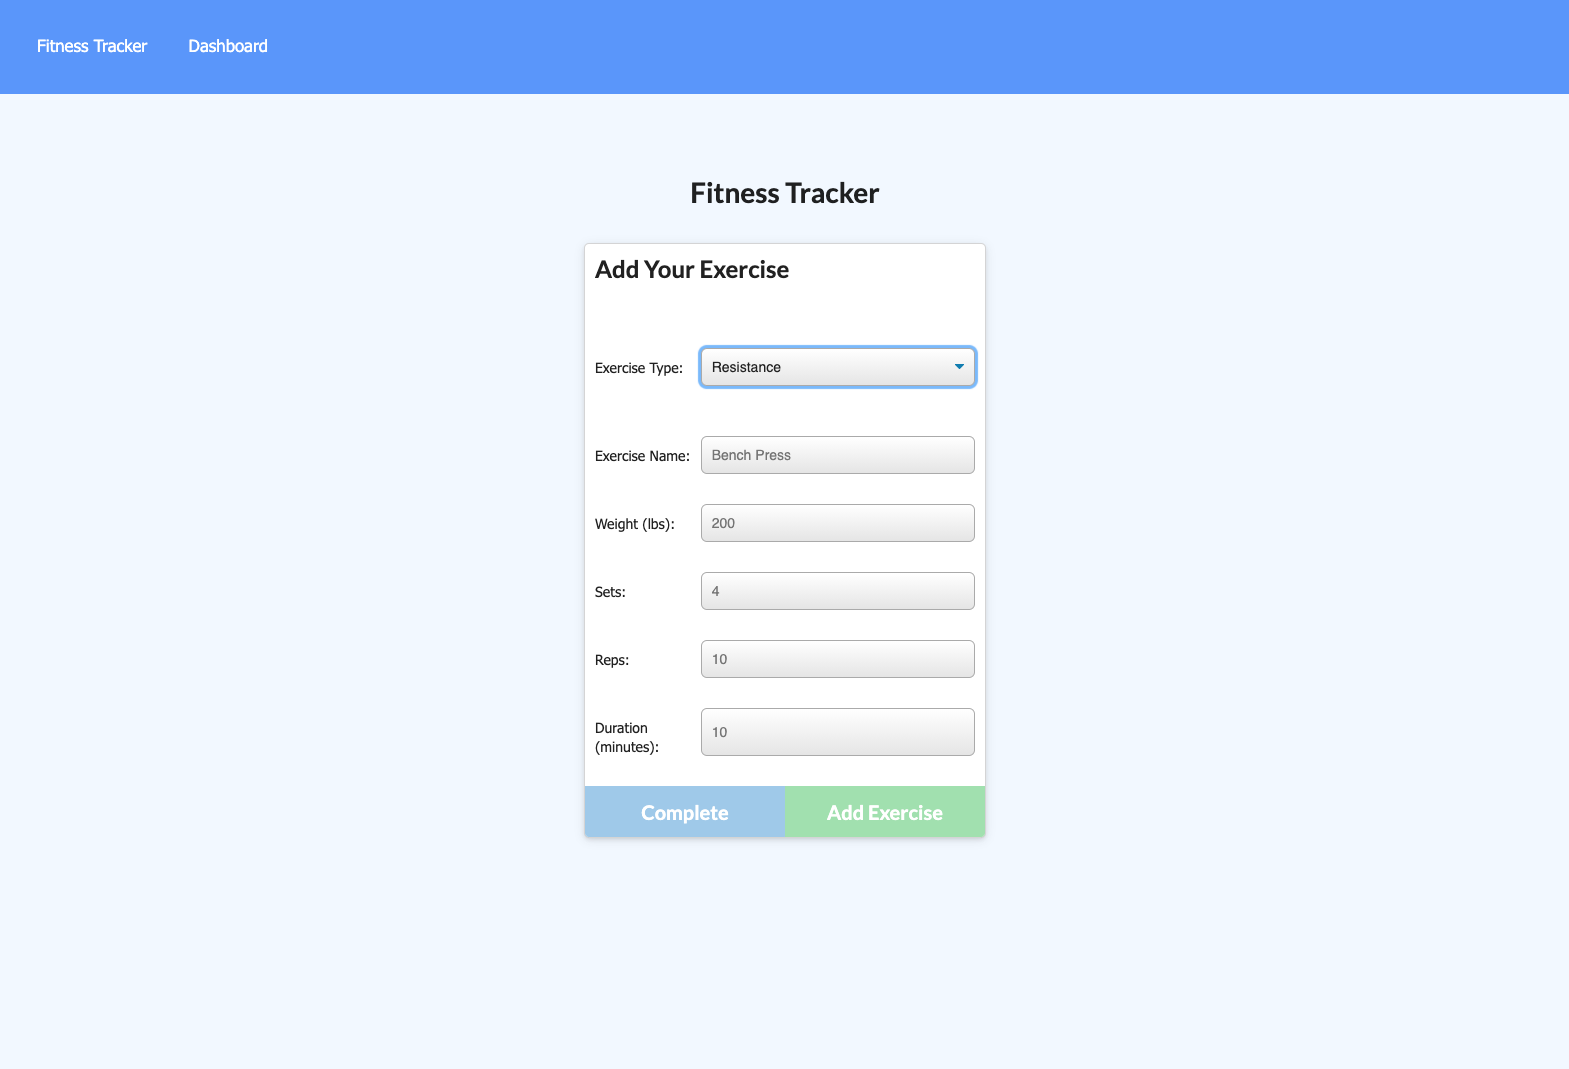 Fitness Tracker Dashboard
Fitness Tracker
Add Your Exercise
Exercise Type: Resistance
Exercise Name: Bench Press
Weight (lbs): 200
Sets: 4
Reps: 10
Duration
(minutes): 10
Complete Add Exercise